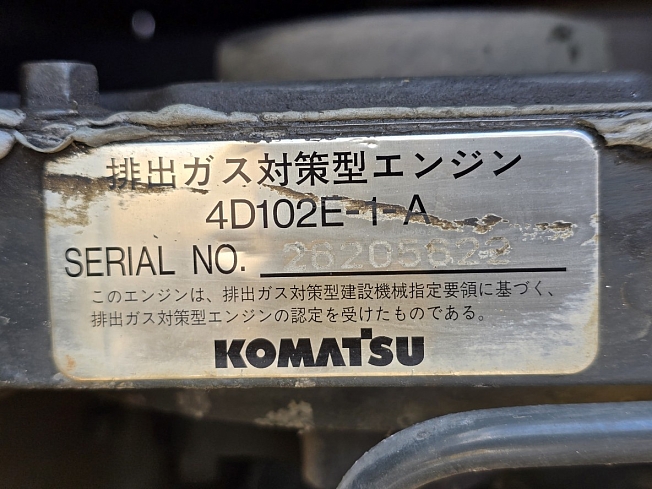 排出ガス対策型エンジン
4D102E-1-A
SERIAL NO. 26205622
このエンジンは、排出ガス対策型建設機械指定要領に基づく、
排出ガス対策型エンジンの認定を受けたものである。
KOMATSU